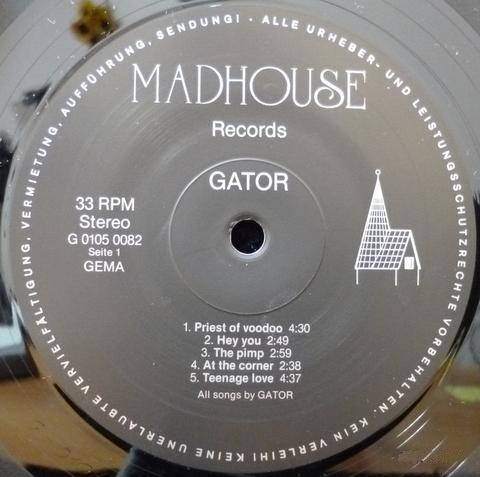 ALLE URHEBER- UND LEISTUNGSSCHUTZRECHTE VORBEHALTEN. KEIN VERLEIH! KEINE UNERLAUBTE VERVIELFÄLTIGUNG, VERMIETUNG, AUFFÜHRUNG, SENDUNG! ·
MADHOUSE
Records
GATOR
33 RPM
Stereo
G 0105 0082
Seite 1
GEMA
1. Priest of voodoo 4:30
2. Hey you 2:49
3. The pimp 2:59
4. At the corner 2:38
5. Teenage love 4:37
All songs by GATOR